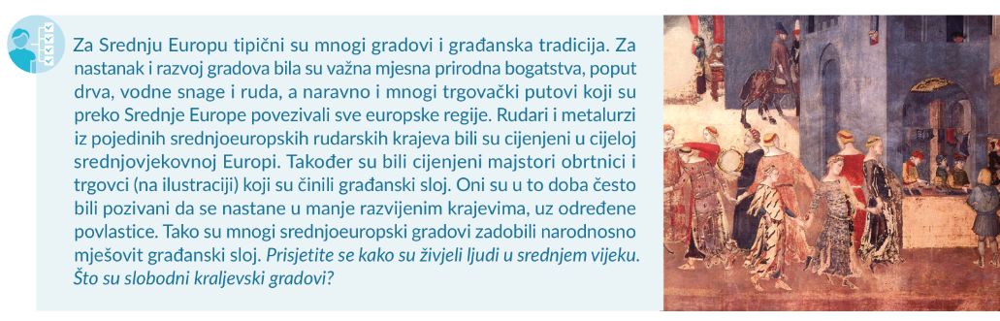 Za Srednju Europu tipični su mnogi gradovi i građanska tradicija. Za
nastanak i razvoj gradova bila su važna mjesna prirodna bogatstva, poput
drva, vodne snage i ruda, a naravno i mnogi trgovački putovi koji su
preko Srednje Europe povezivali sve europske regije. Rudari i metalurzi
iz pojedinih srednjoeuropskih rudarskih krajeva bili su cijenjeni u cijeloj
srednjovjekovnoj Europi. Također su bili cijenjeni majstori obrtnici i
trgovci (na ilustraciji) koji su činili građanski sloj. Oni su u to doba često
bili pozivani da se nastane u manje razvijenim krajevima, uz određene
povlastice. Tako su mnogi srednjoeuropski gradovi zadobili narodnosno
mješovit građanski sloj. Prisjetite se kako su živjeli ljudi u srednjem vijeku.
Što su slobodni kraljevski gradovi?